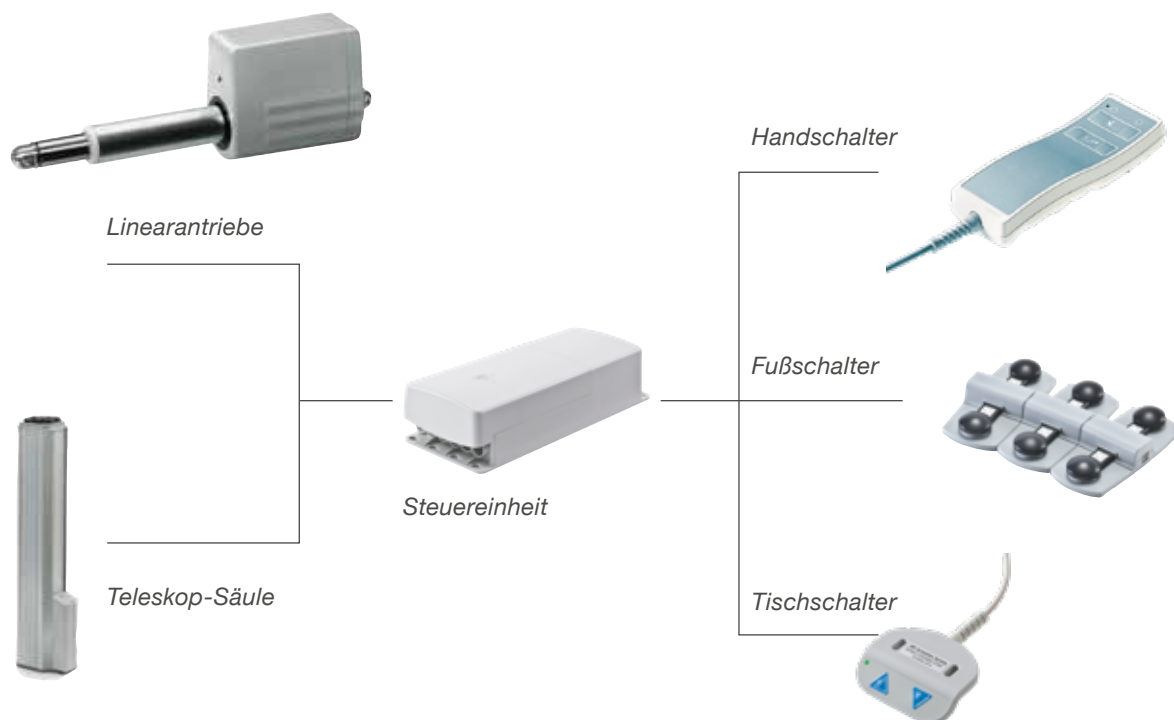 Handschalter
Linearantriebe
Fußschalter
Steuereinheit
Teleskop-Säule
Tischschalter